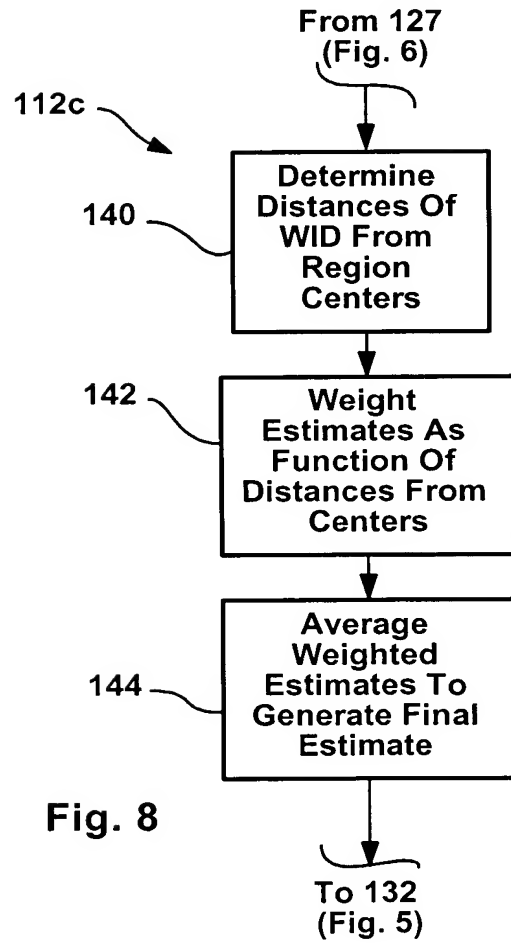 From 127
(Fig. 6)
112c
140
Determine
Distances Of
WID From
Region
Centers
142
Weight
Estimates As
Function Of
Distances From
Centers
144
Average
Weighted
Estimates To
Generate Final
Estimate
Fig. 8
To 132
(Fig. 5)